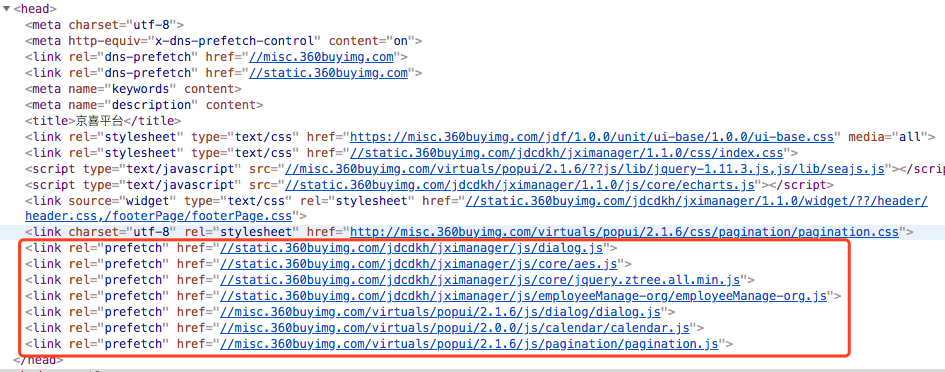 <head>
<meta charset="utf-8">
<meta http-equiv="x-dns-prefetch-control" content="on">
<link rel="dns-prefetch" href="//misc.360buyimg.com">
<link rel="dns-prefetch" href="//static.360buyimg.com">
<meta name="keywords" content>
<meta name="description" content>
<title>京喜平台</title>
<link rel="stylesheet" type="text/css" href="https://misc.360buyimg.com/jdf/1.0.0/unit/ui-base/1.0.0/ui-base.css" media="all">
<link rel="stylesheet" type="text/css" href="//static.360buyimg.com/jdcdkh/jximanager/1.1.0/css/index.css">
<script type="text/javascript" src="//misc.360buyimg.com/virtuals/popui/2.1.6/??js/lib/jquery-1.11.3.js,js/lib/seajs.js"></scrip
<script type="text/javascript" src="//static.360buyimg.com/jdcdkh/jximanager/1.1.0/js/core/echarts.js"></script>
<link source="widget" type="text/css" rel="stylesheet" href="//static.360buyimg.com/jdcdkh/jximanager/1.1.0/widget/??/header/
header.css,/footerPage/footerPage.css">
<link charset="utf-8" rel="stylesheet" href="http://misc.360buyimg.com/virtuals/popui/2.1.6/css/pagination/pagination.css">
<link rel="prefetch" href="//static.360buyimg.com/jdcdkh/jximanager/js/dialog.js">
<link rel="prefetch" href="//static.360buyimg.com/jdcdkh/jximanager/js/core/aes.js">
<link rel="prefetch" href="//static.360buyimg.com/jdcdkh/jximanager/js/core/jquery.ztree.all.min.js">
<link rel="prefetch" href="//static.360buyimg.com/jdcdkh/jximanager/js/employeeManage-org/employeeManage-org.js">
<link rel="prefetch" href="//misc.360buyimg.com/virtuals/popui/2.1.6/js/dialog/dialog.js">
<link rel="prefetch" href="//misc.360buyimg.com/virtuals/popui/2.0.0/js/calendar/calendar.js">
<link rel="prefetch" href="//misc.360buyimg.com/virtuals/popui/2.1.6/js/pagination/pagination.js">
</head>